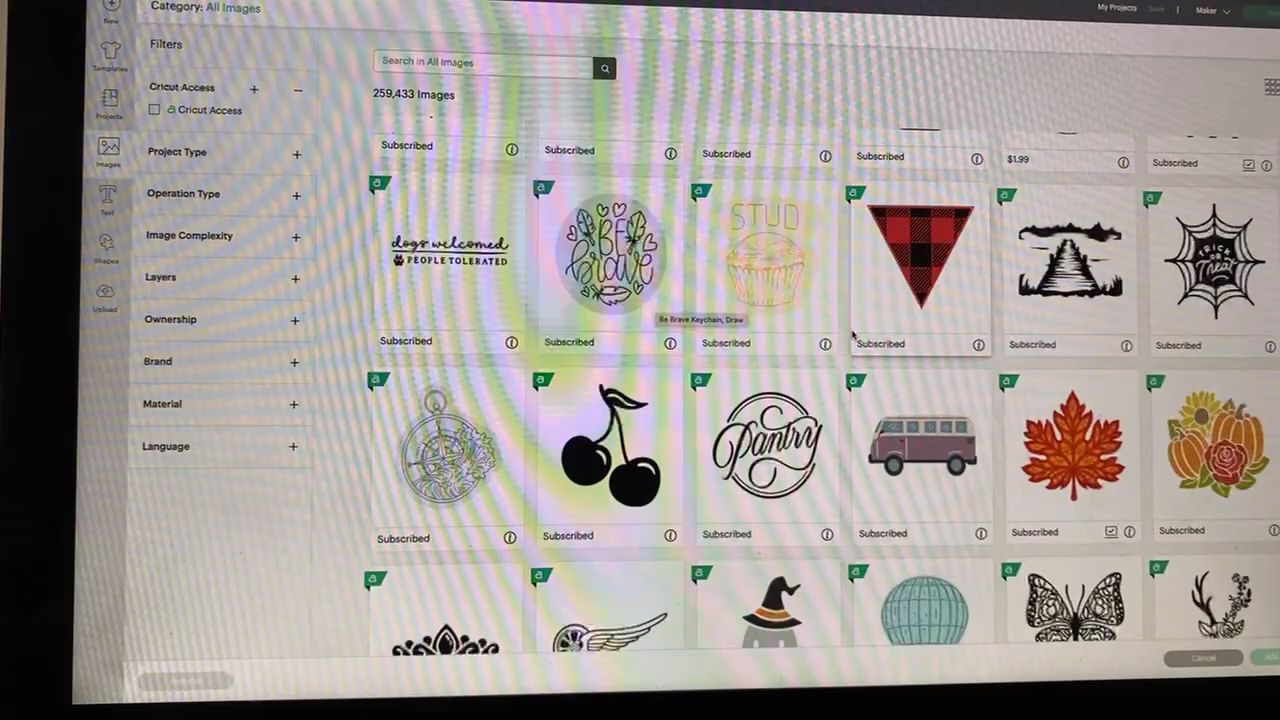 New
Category: All Images
My Projects
Save
Maker
Templates
Projects
Images
Text
Shapes
Upload
Filters
Cricut Access
Cricut Access
Project Type
Operation Type
Image Complexity
Layers
Ownership
Brand
Material
Language
Search in All Images
259,433 Images
Subscribed
Subscribed
Subscribed
Subscribed
$1.99
Subscribed
dogs welcomed
PEOPLE TOLERATED
BE
Brave
STUD
TRICK
OR
Treat
Be Brave Keychain, Draw
Subscribed
Subscribed
Subscribed
Subscribed
Subscribed
Subscribed
Pantry
Subscribed
Subscribed
Subscribed
Subscribed
Subscribed
Subscribed
Cancel